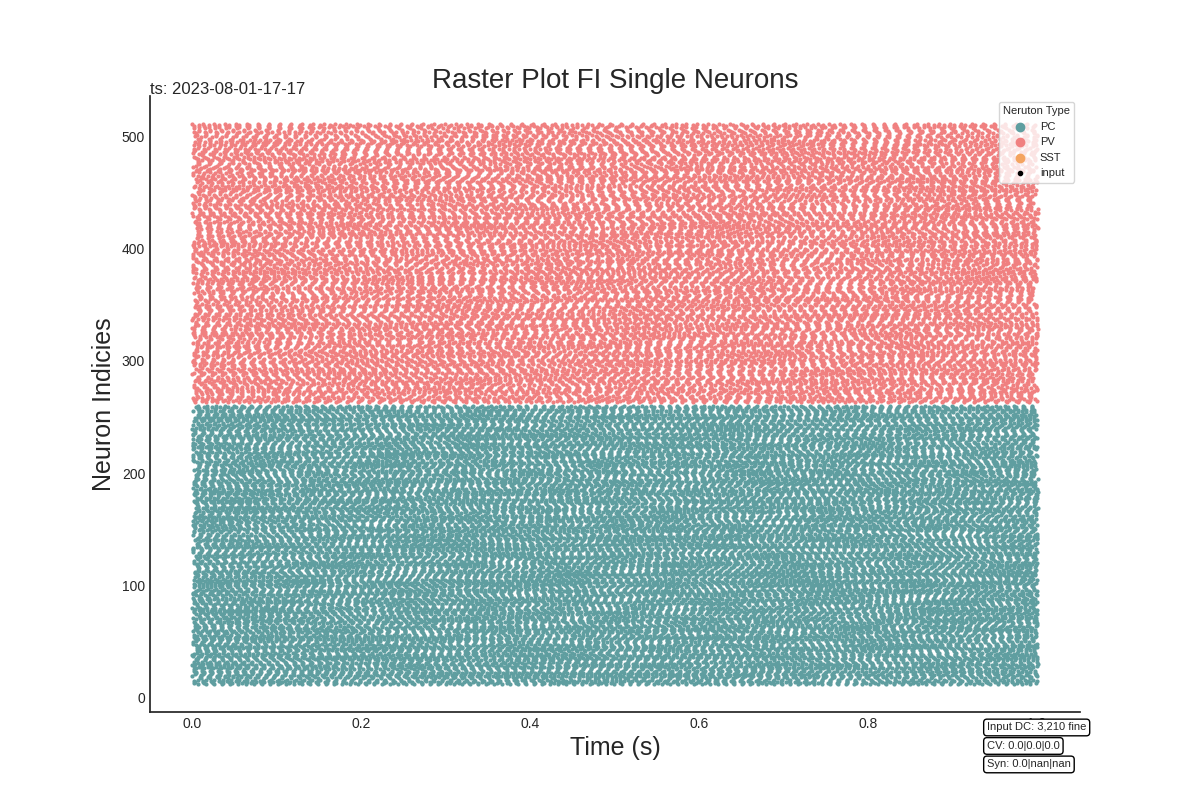 Raster Plot FI Single Neurons
ts: 2023-08-01-17-17
Neruton Type
PC
PV
SST
input
Neuron Indicies
500
400
300
200
100
0
0.0 0.2 0.4 0.6 0.8
Time (s)
Input DC: 3,210 fine
CV: 0.0|0.0|0.0
Syn: 0.0|nan|nan